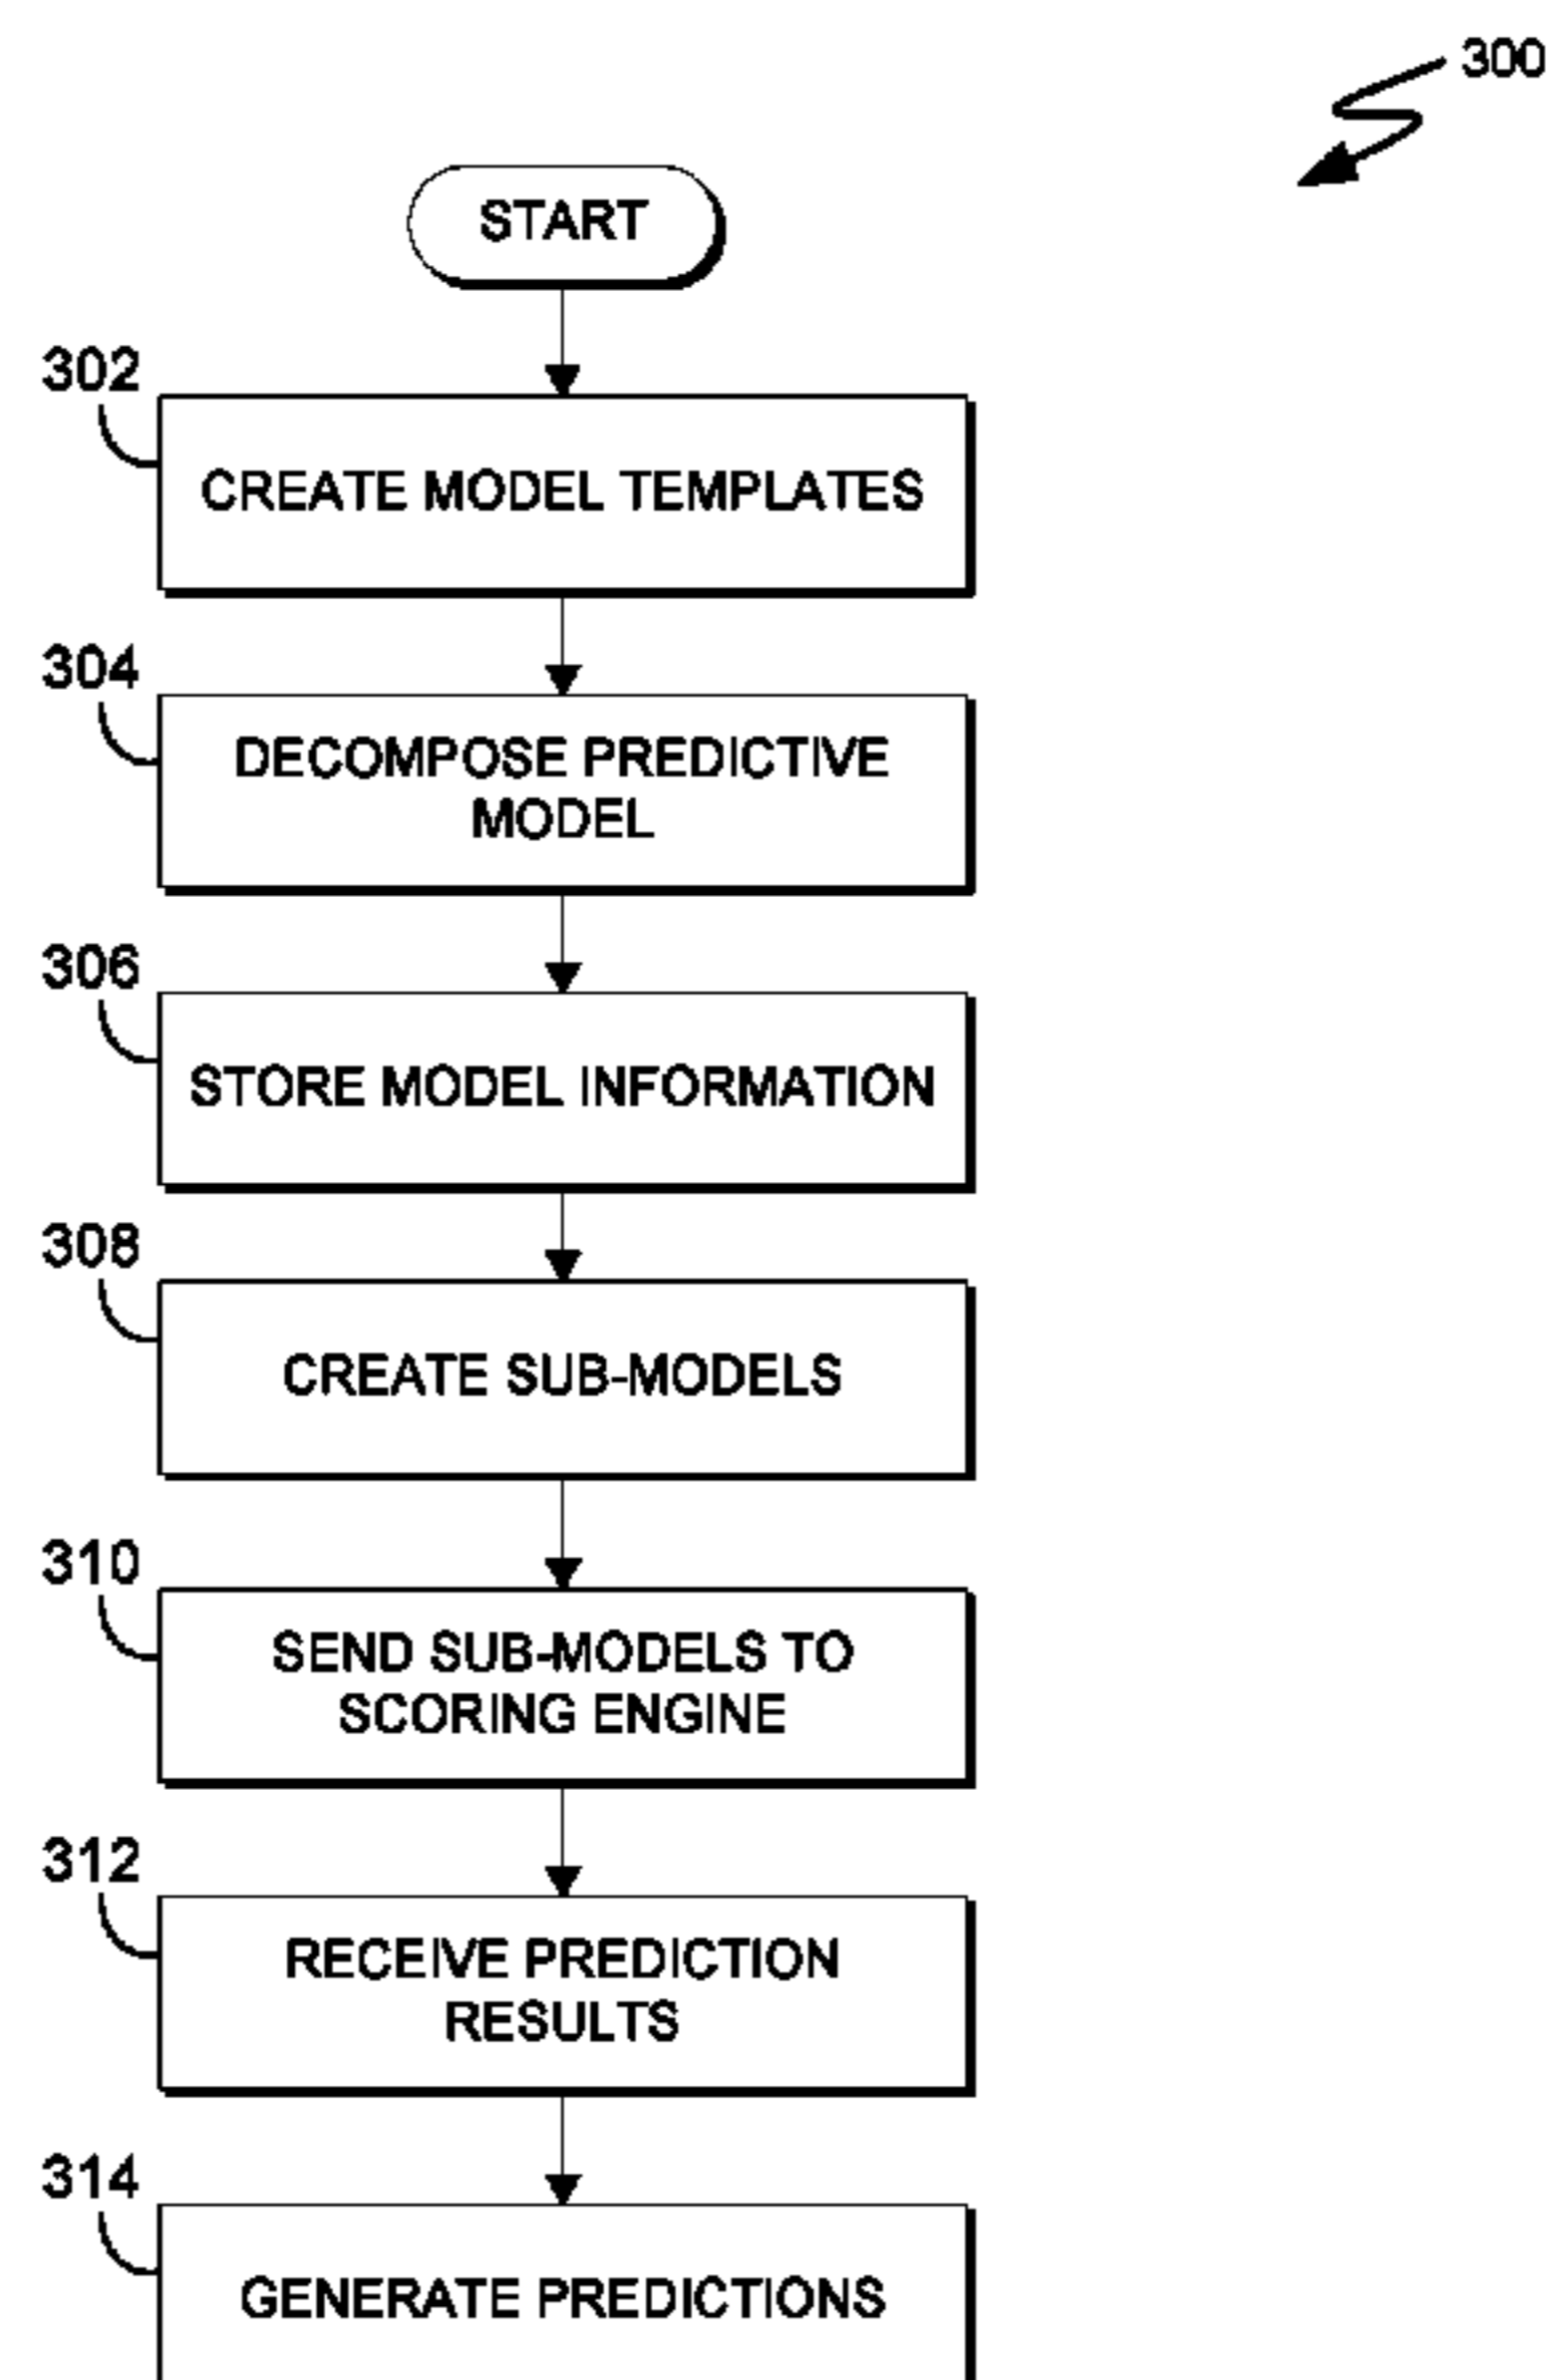 300
START
302
CREATE MODEL TEMPLATES
304
DECOMPOSE PREDICTIVE
MODEL
306
STORE MODEL INFORMATION
308
CREATE SUB-MODELS
310
SEND SUB-MODELS TO
SCORING ENGINE
312
RECEIVE PREDICTION
RESULTS
314
GENERATE PREDICTIONS